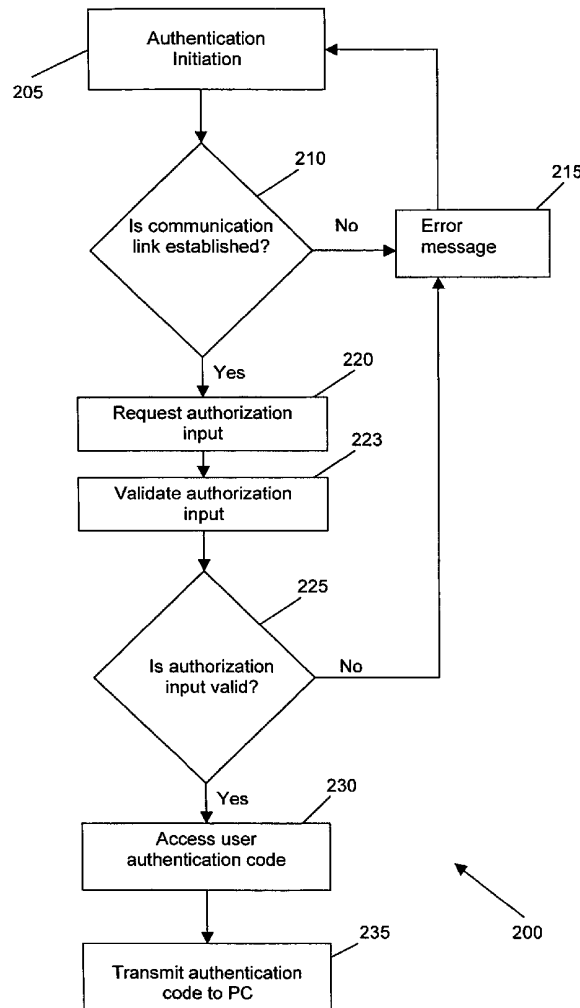 Authentication
Initiation
205
210
215
Is communication
link established?
No
Error
message
Yes
220
Request authorization
input
223
Validate authorization
input
225
Is authorization
input valid?
No
Yes
230
Access user
authentication code
200
235
Transmit authentication
code to PC